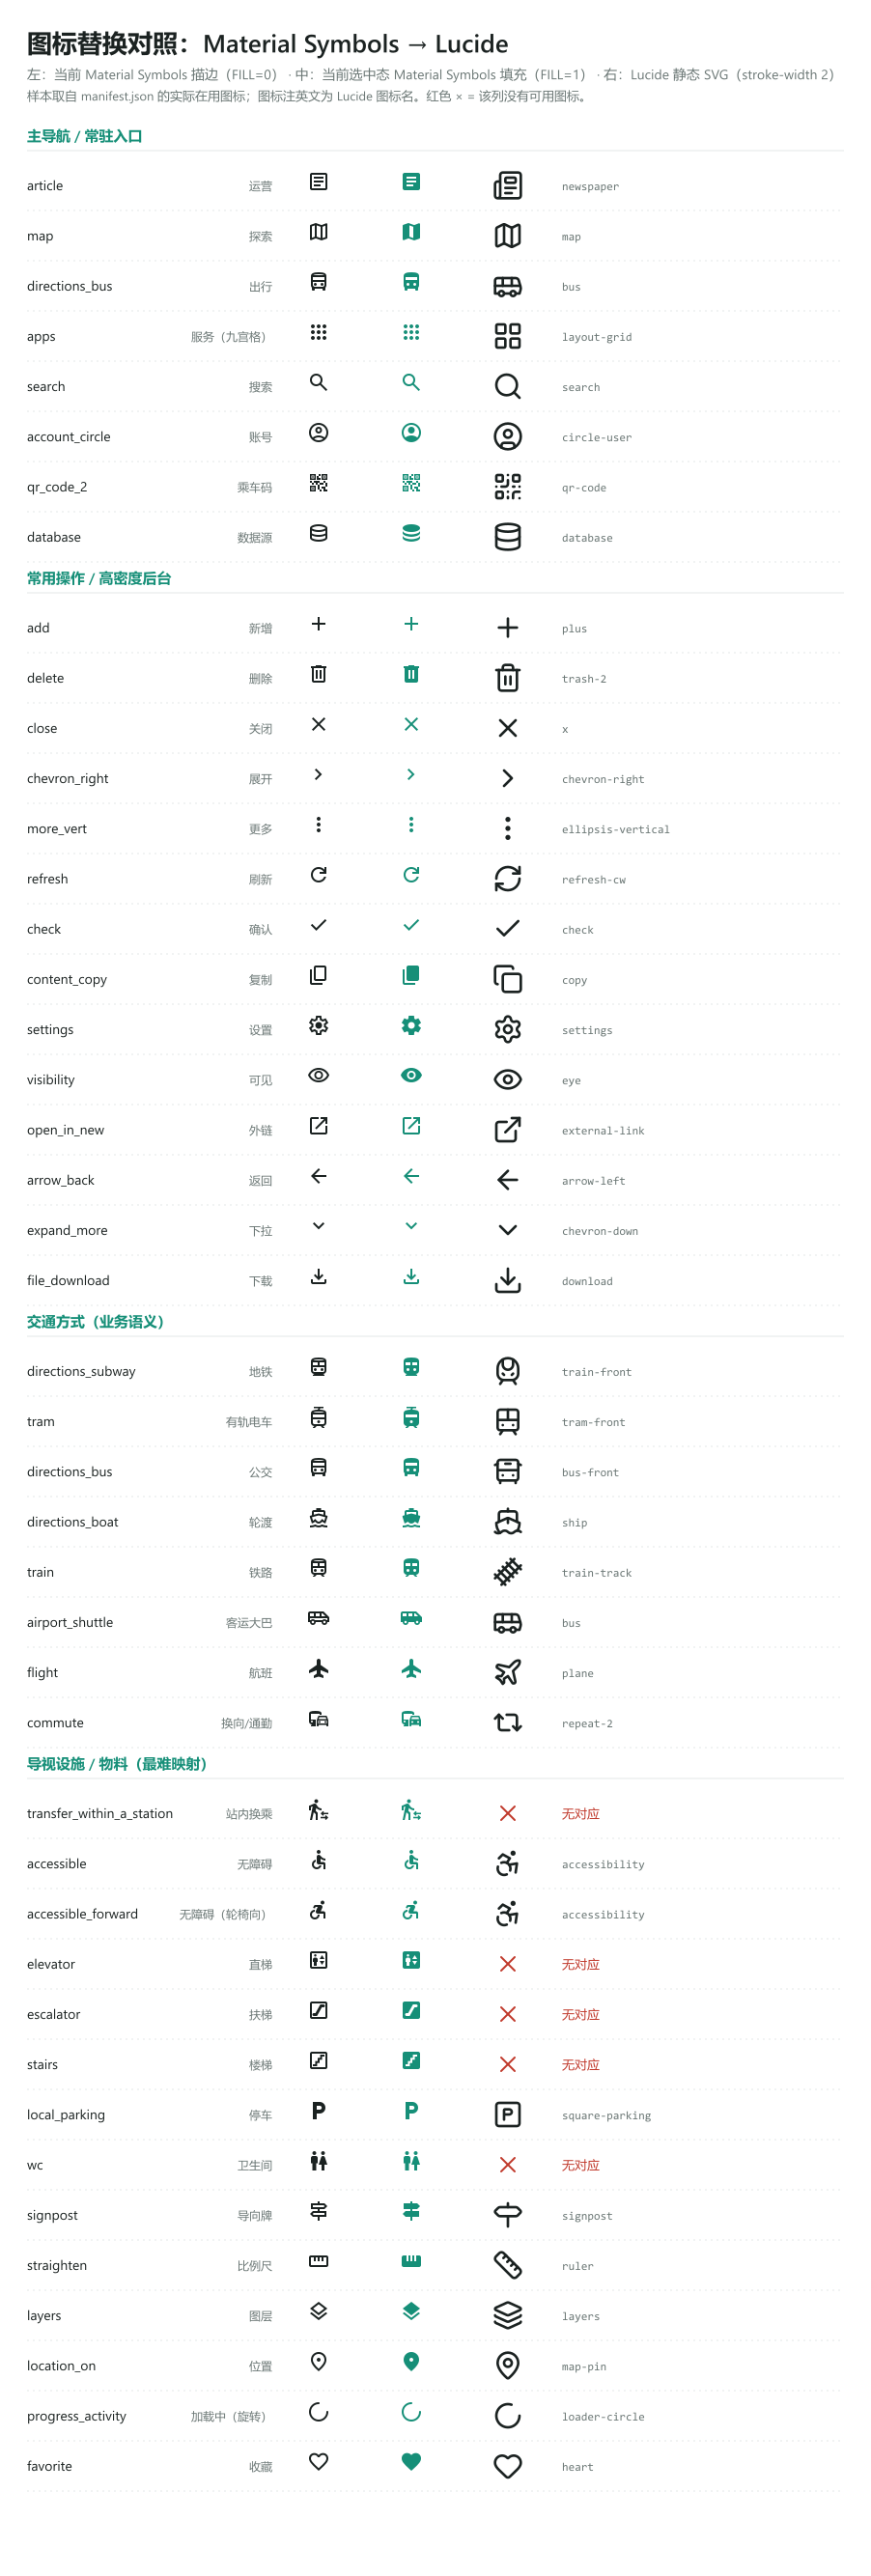 图标替换对照：Material Symbols → Lucide
左：当前 Material Symbols 描边（FILL=0） · 中：当前选中态 Material Symbols 填充（FILL=1） · 右：Lucide 静态 SVG（stroke-width 2）
样本取自 manifest.json 的实际在用图标；图标注英文为 Lucide 图标名。红色 × = 该列没有可用图标。
主导航 / 常驻入口
article 运营 newspaper
map 探索 map
directions_bus 出行 bus
apps 服务（九宫格） layout-grid
search 搜索 search
account_circle 账号 circle-user
qr_code_2 乘车码 qr-code
database 数据源 database
常用操作 / 高密度后台
add 新增 plus
delete 删除 trash-2
close 关闭 x
chevron_right 展开 chevron-right
more_vert 更多 ellipsis-vertical
refresh 刷新 refresh-cw
check 确认 check
content_copy 复制 copy
settings 设置 settings
visibility 可见 eye
open_in_new 外链 external-link
arrow_back 返回 arrow-left
expand_more 下拉 chevron-down
file_download 下载 download
交通方式（业务语义）
directions_subway 地铁 train-front
tram 有轨电车 tram-front
directions_bus 公交 bus-front
directions_boat 轮渡 ship
train 铁路 train-track
airport_shuttle 客运大巴 bus
flight 航班 plane
commute 换向/通勤 repeat-2
导视设施 / 物料（最难映射）
transfer_within_a_station 站内换乘 无对应
accessible 无障碍 accessibility
accessible_forward 无障碍（轮椅向） accessibility
elevator 直梯 无对应
escalator 扶梯 无对应
stairs 楼梯 无对应
local_parking 停车 P P P square-parking
wc 卫生间 无对应
signpost 导向牌 signpost
straighten 比例尺 ruler
layers 图层 layers
location_on 位置 map-pin
progress_activity 加载中（旋转） loader-circle
favorite 收藏 heart